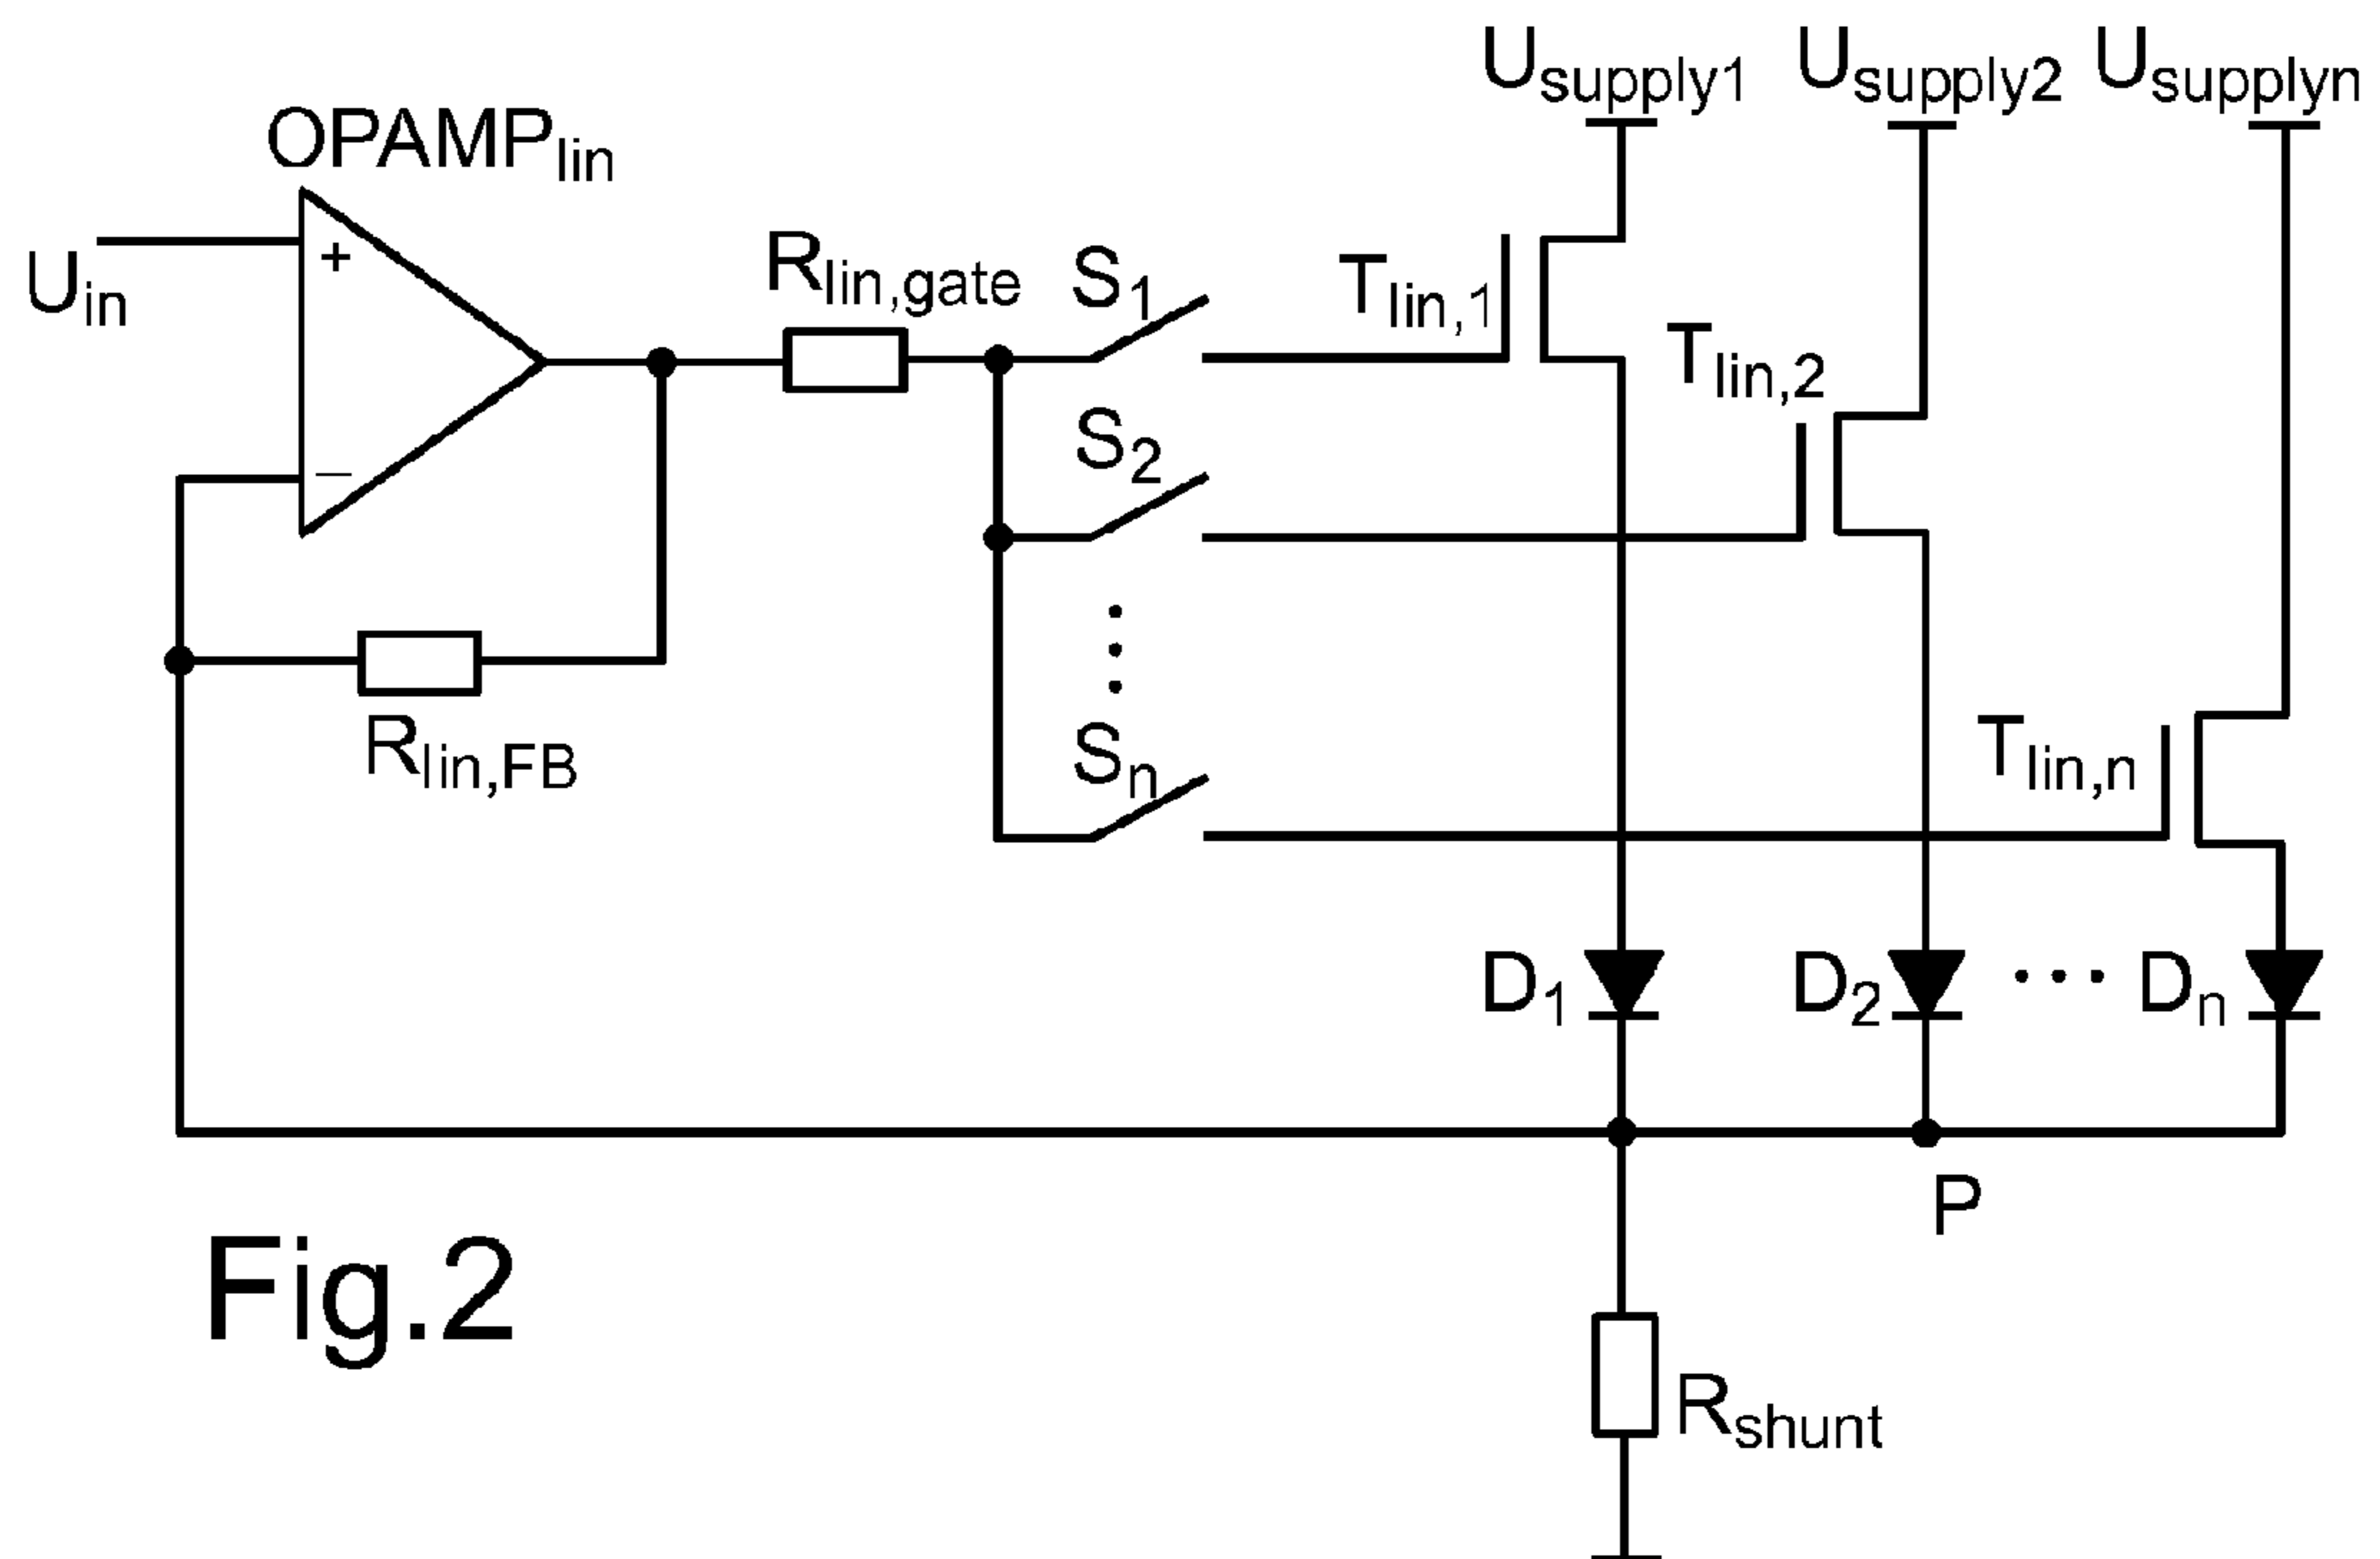 Usupply1 Usupply2 Usupplyn
OPAMPlin
+
Uin
–
Rlin,gate
S1
Tlin,1
Tlin,2
S2
Rlin,FB
Sn
Tlin,n
D1
D2
Dn
P
Rshunt
Fig.2